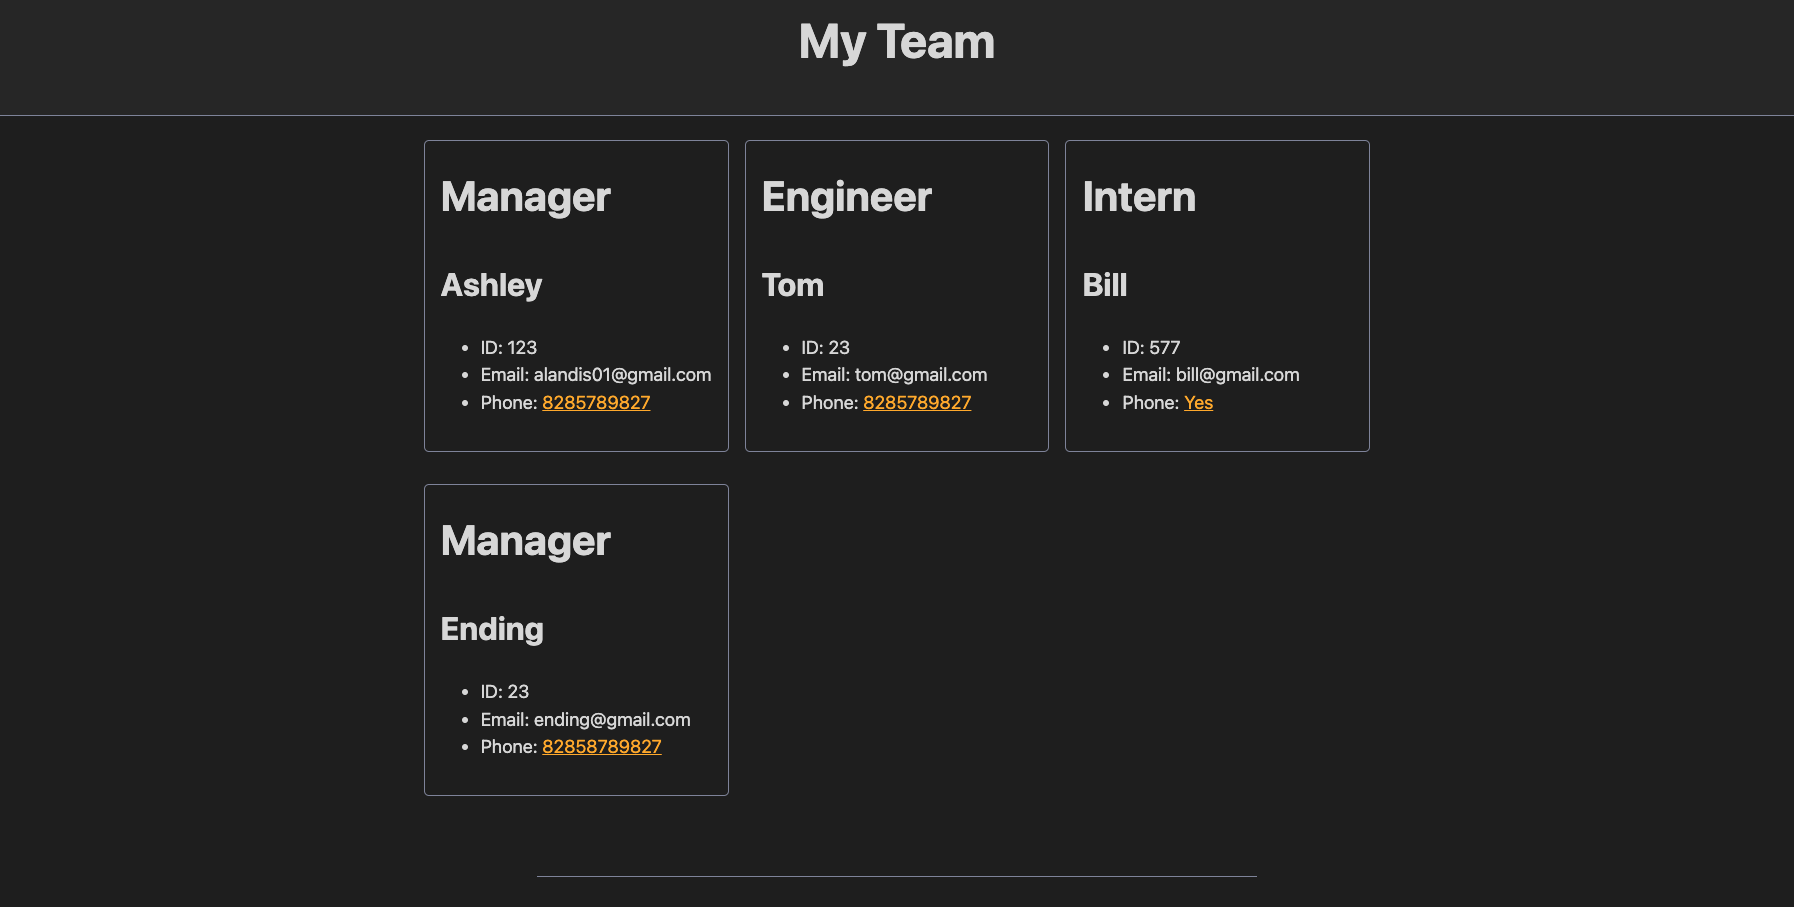 My Team
Manager
Ashley
ID: 123
Email: alandis01@gmail.com
Phone: 8285789827
Engineer
Tom
ID: 23
Email: tom@gmail.com
Phone: 8285789827
Intern
Bill
ID: 577
Email: bill@gmail.com
Phone: Yes
Manager
Ending
ID: 23
Email: ending@gmail.com
Phone: 82858789827